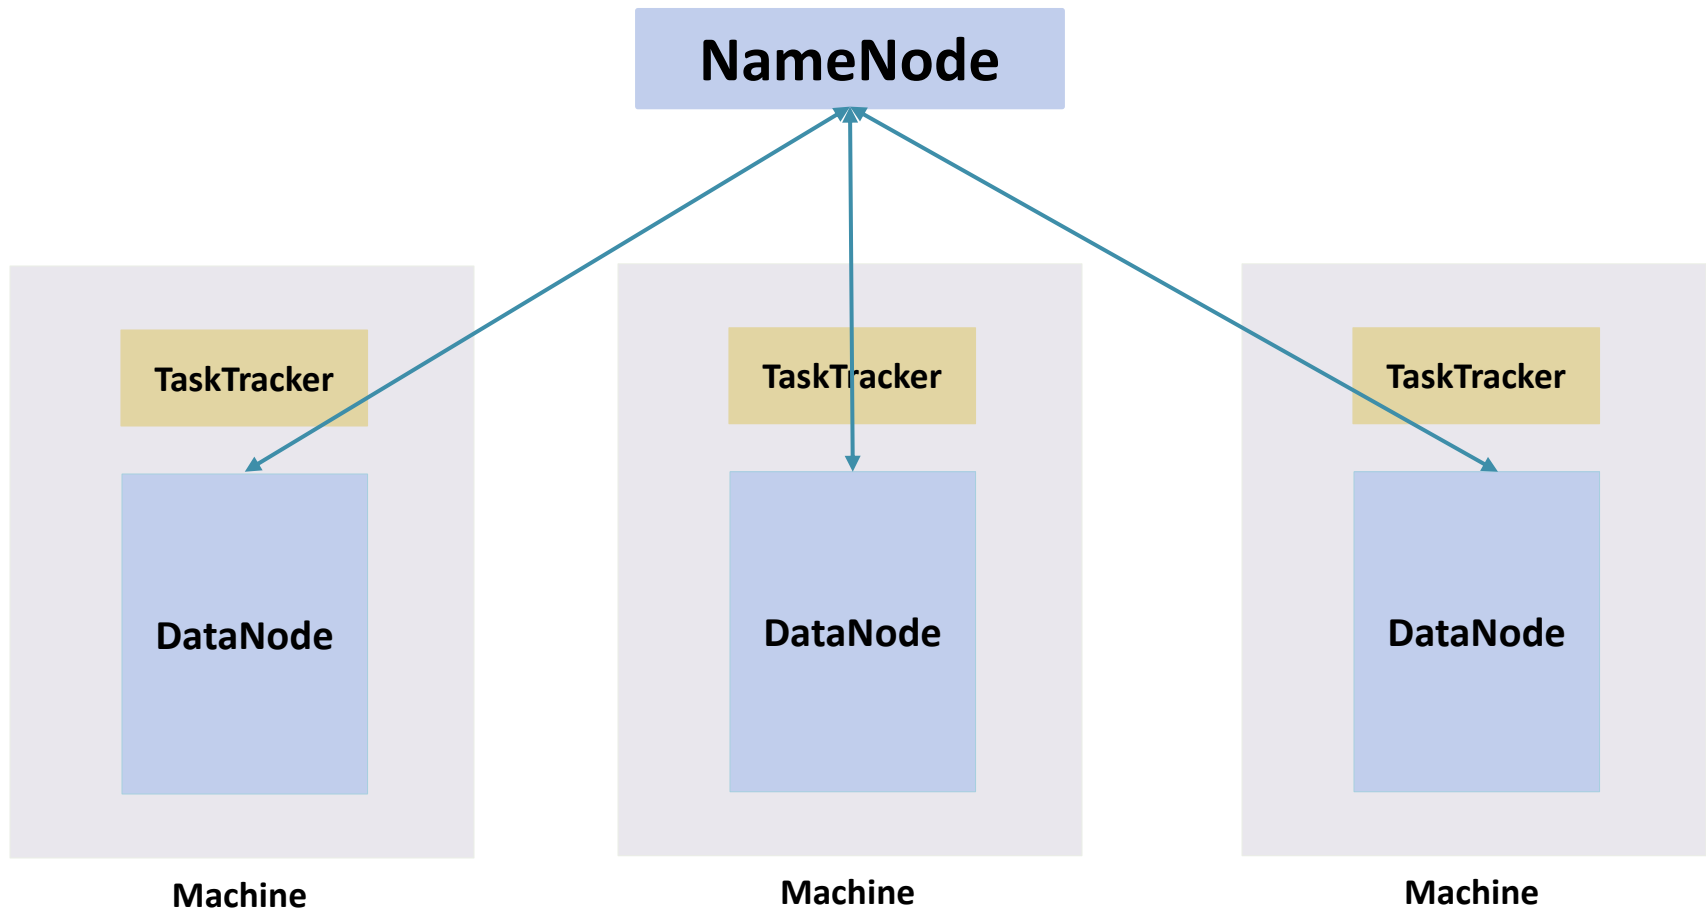 NameNode
TaskTracker
TaskTracker
TaskTracker
DataNode
DataNode
DataNode
Machine
Machine
Machine